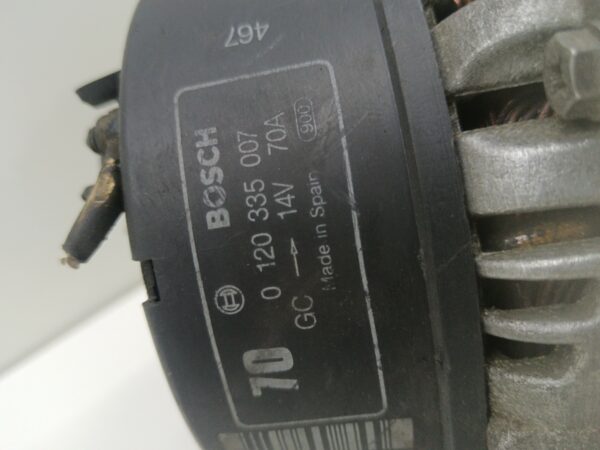 467
BOSCH
0 120 335 007
GC → 14V 70A
Made in Spain
900
70